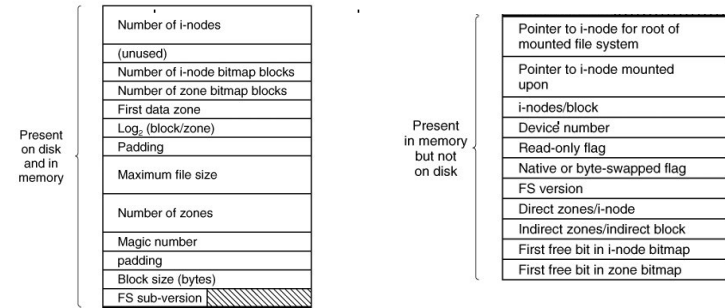 Present
on disk
and in
memory
Number of i-nodes
(unused)
Number of i-node bitmap blocks
Number of zone bitmap blocks
First data zone
Log₂ (block/zone)
Padding
Maximum file size
Number of zones
Magic number
padding
Block size (bytes)
FS sub-version
Present
in memory
but not
on disk
Pointer to i-node for root of
mounted file system
Pointer to i-node mounted
upon
i-nodes/block
Device number
Read-only flag
Native or byte-swapped flag
FS version
Direct zones/i-node
Indirect zones/indirect block
First free bit in i-node bitmap
First free bit in zone bitmap